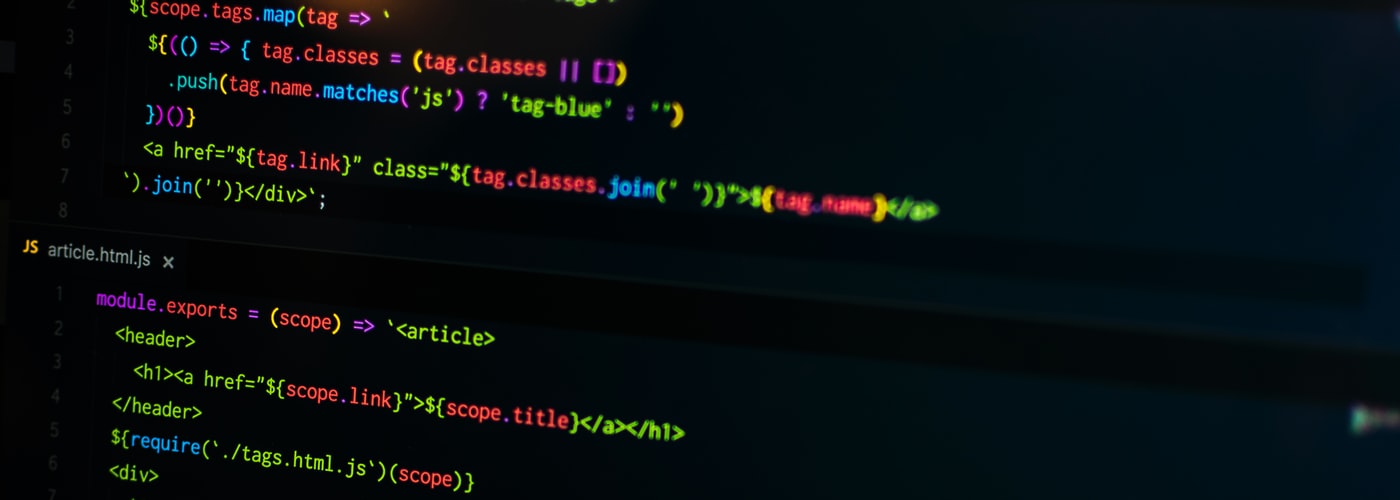 2 ${scope.tags.map(tag => `
3 ${(() => { tag.classes = (tag.classes || [])
4 .push(tag.name.matches('js') ? 'tag-blue' : "")
5 })()}
6 <a href="${tag.link}" class="${tag.classes.join(" ")}">${tag.name}</a>
7 `).join('')}</div>`;
8
JS article.html.js ×
1 module.exports = (scope) => `<article>
2 <header>
3 <h1><a href="${scope.link}">${scope.title}</a></h1>
4 </header>
5 ${require(`./tags.html.js`)(scope)}
6 <div>
7